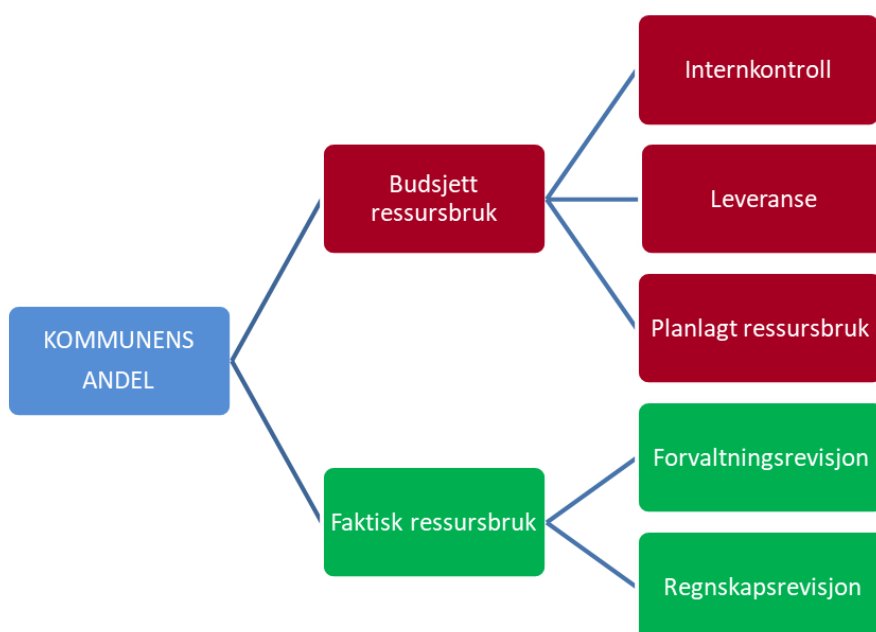 KOMMUNENS
ANDEL
Budsjett
ressursbruk
Internkontroll
Leveranse
Planlagt ressursbruk
Faktisk ressursbruk
Forvaltningsrevisjon
Regnskapsrevisjon